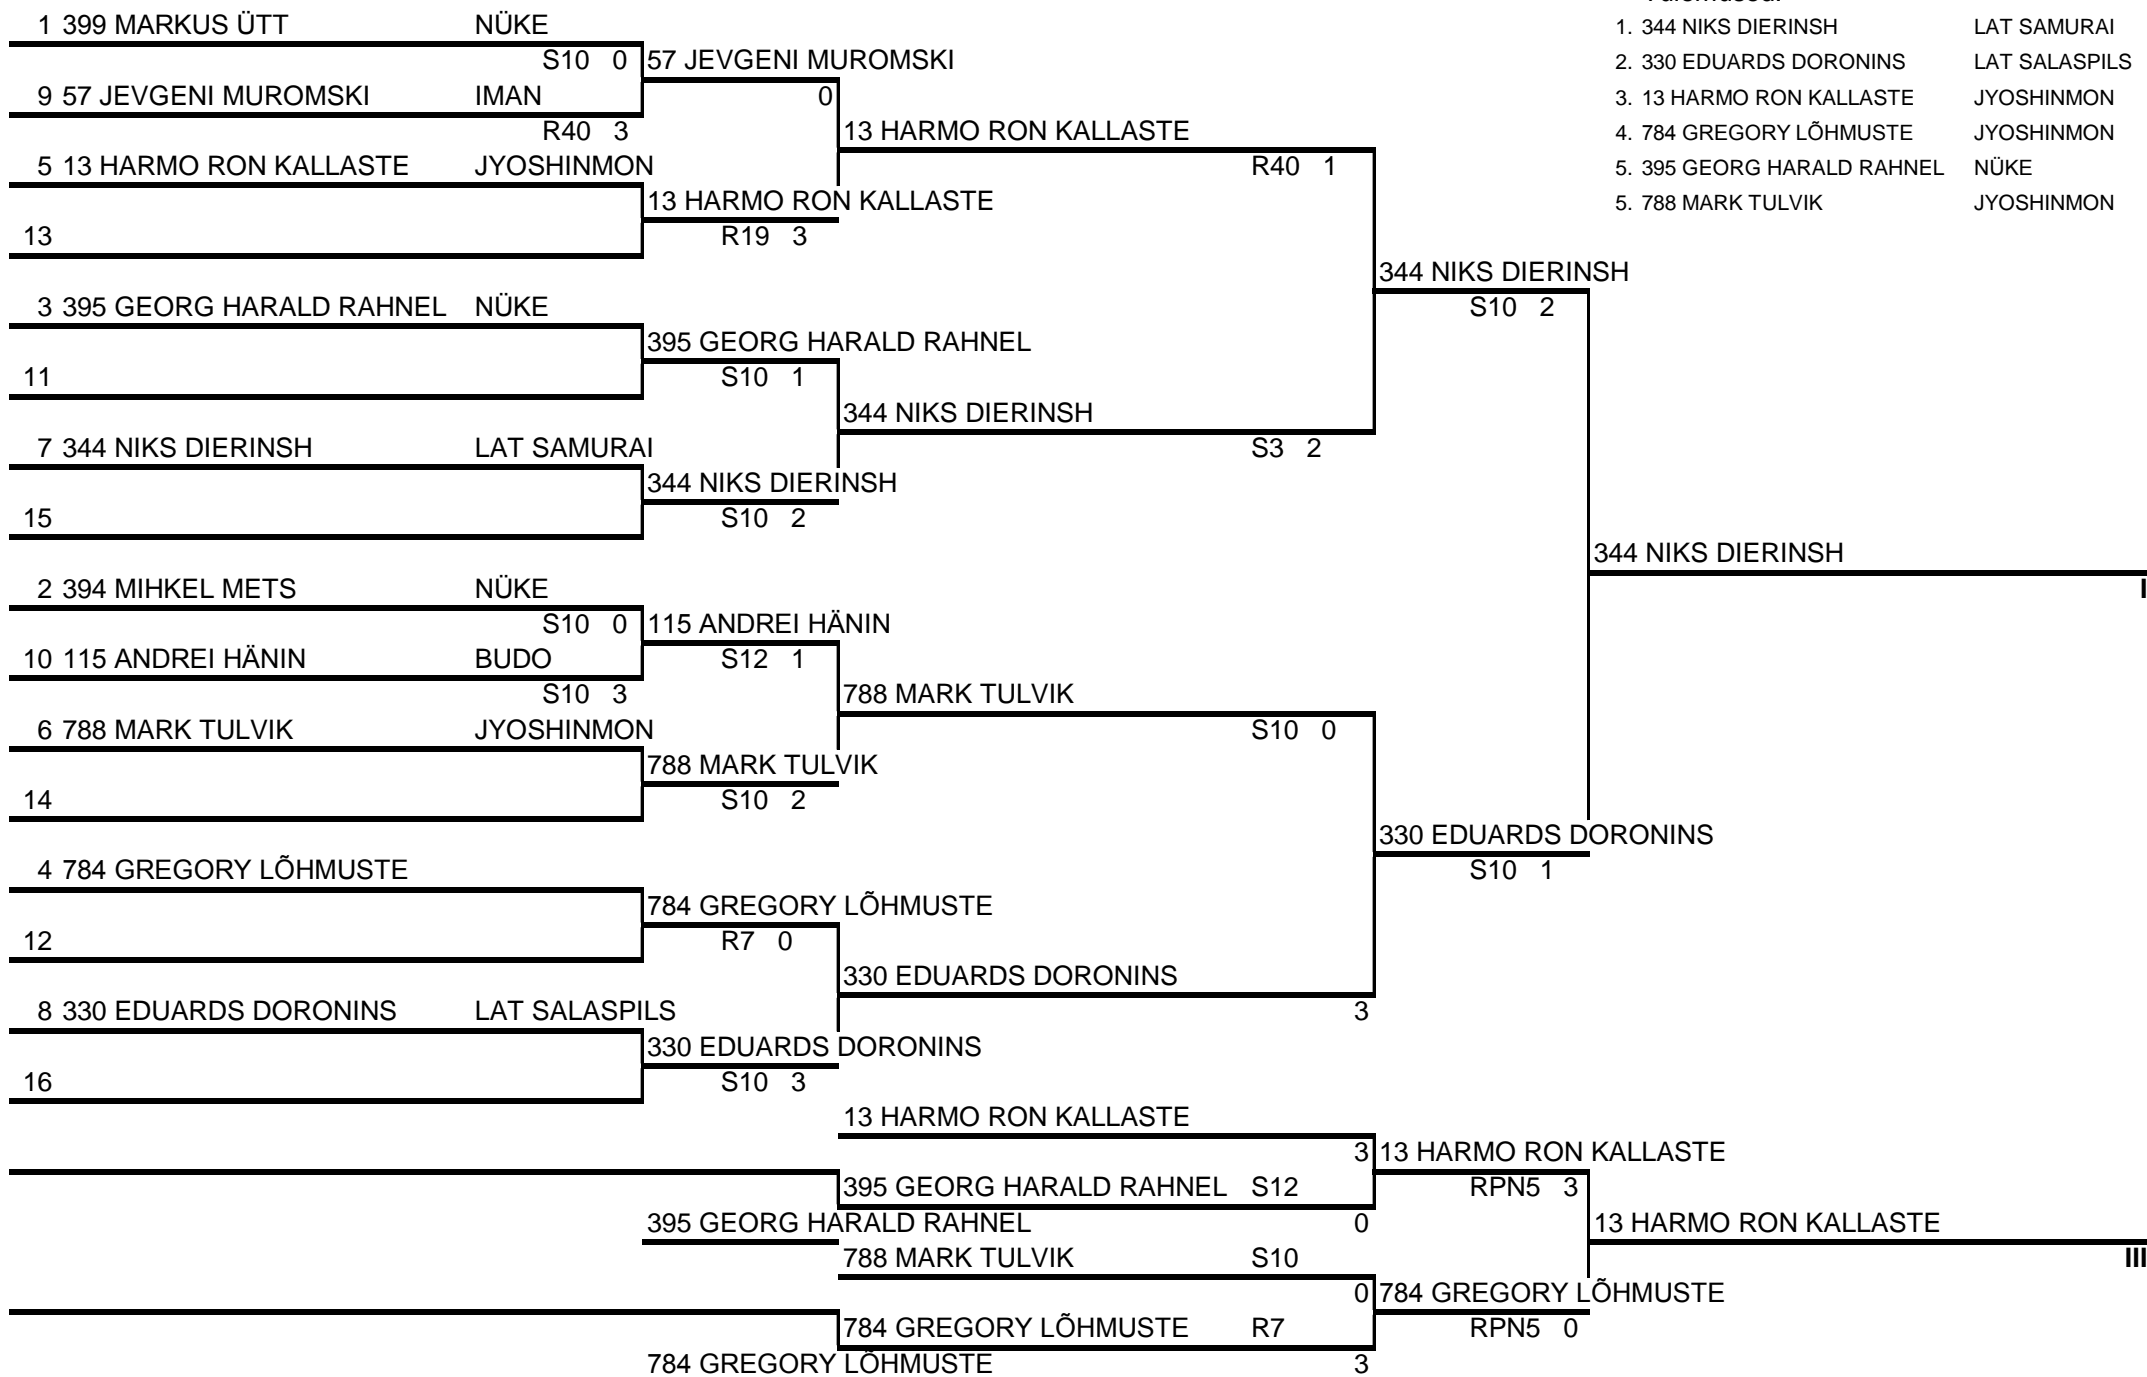 1 399 MARKUS ÜTT NÜKE
S10 0
57 JEVGENI MUROMSKI
9 57 JEVGENI MUROMSKI IMAN
0
R40 3
13 HARMO RON KALLASTE
5 13 HARMO RON KALLASTE JYOSHINMON
R40 1
13 HARMO RON KALLASTE
13
R19 3
344 NIKS DIERINSH
3 395 GEORG HARALD RAHNEL NÜKE
S10 2
395 GEORG HARALD RAHNEL
11
S10 1
344 NIKS DIERINSH
7 344 NIKS DIERINSH LAT SAMURAI
S3 2
344 NIKS DIERINSH
15
S10 2
344 NIKS DIERINSH
I
2 394 MIHKEL METS NÜKE
S10 0
115 ANDREI HÄNIN
10 115 ANDREI HÄNIN BUDO
S12 1
S10 3
788 MARK TULVIK
6 788 MARK TULVIK JYOSHINMON
S10 0
788 MARK TULVIK
14
S10 2
330 EDUARDS DORONINS
4 784 GREGORY LÕHMUSTE
S10 1
784 GREGORY LÕHMUSTE
12
R7 0
330 EDUARDS DORONINS
8 330 EDUARDS DORONINS LAT SALASPILS
3
330 EDUARDS DORONINS
16
S10 3
13 HARMO RON KALLASTE
3
13 HARMO RON KALLASTE
395 GEORG HARALD RAHNEL S12
RPN5 3
395 GEORG HARALD RAHNEL
0
13 HARMO RON KALLASTE
III
788 MARK TULVIK S10
0
784 GREGORY LÕHMUSTE
784 GREGORY LÕHMUSTE R7
RPN5 0
784 GREGORY LÕHMUSTE
3
1. 344 NIKS DIERINSH LAT SAMURAI
2. 330 EDUARDS DORONINS LAT SALASPILS
3. 13 HARMO RON KALLASTE JYOSHINMON
4. 784 GREGORY LÕHMUSTE JYOSHINMON
5. 395 GEORG HARALD RAHNEL NÜKE
5. 788 MARK TULVIK JYOSHINMON